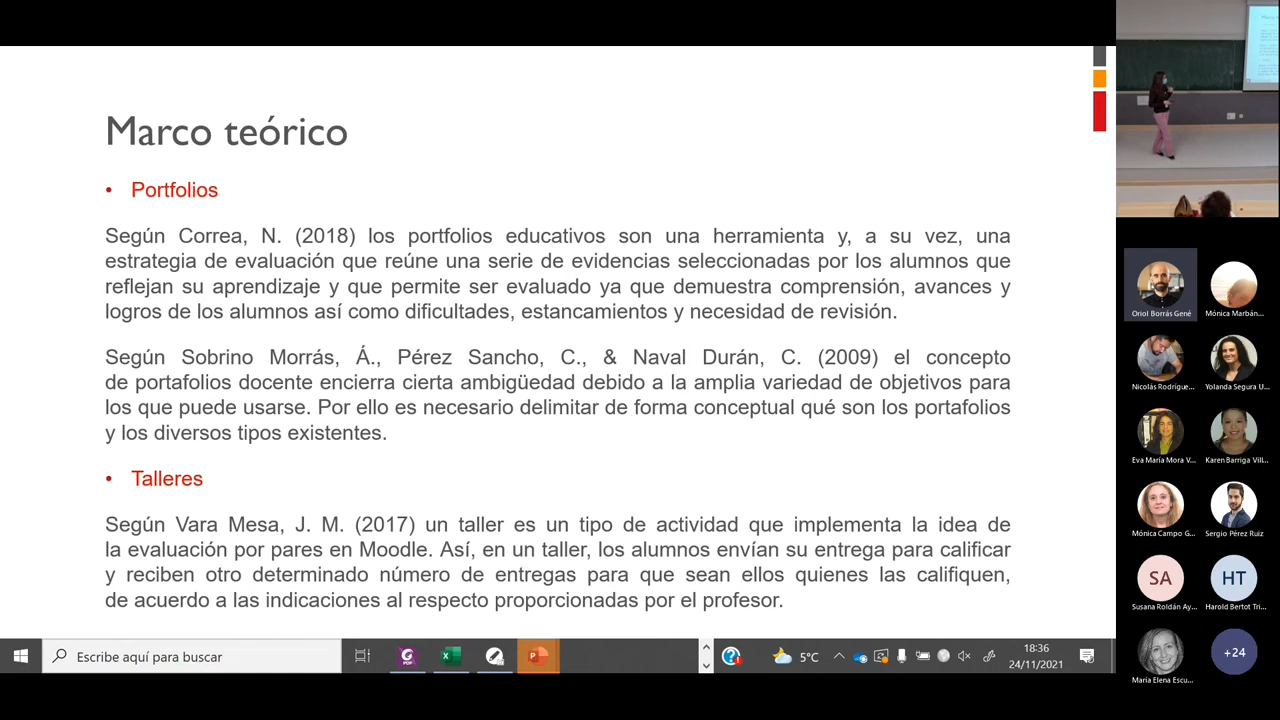 Marco teórico
• Portfolios
Según Correa, N. (2018) los portfolios educativos son una herramienta y, a su vez, una
estrategia de evaluación que reúne una serie de evidencias seleccionadas por los alumnos que
reflejan su aprendizaje y que permite ser evaluado ya que demuestra comprensión, avances y
logros de los alumnos así como dificultades, estancamientos y necesidad de revisión.
Según Sobrino Morrás, Á., Pérez Sancho, C., & Naval Durán, C. (2009) el concepto
de portafolios docente encierra cierta ambigüedad debido a la amplia variedad de objetivos para
los que puede usarse. Por ello es necesario delimitar de forma conceptual qué son los portafolios
y los diversos tipos existentes.
• Talleres
Según Vara Mesa, J. M. (2017) un taller es un tipo de actividad que implementa la idea de
la evaluación por pares en Moodle. Así, en un taller, los alumnos envían su entrega para calificar
y reciben otro determinado número de entregas para que sean ellos quienes las califiquen,
de acuerdo a las indicaciones al respecto proporcionadas por el profesor.
Escribe aquí para buscar
5°C
18:36
24/11/2021
Oriol Borrás Gené
Mónica Marbán...
Nicolás Rodrígue...
Yolanda Segura U...
Eva María Mora V...
Karen Barriga Vill...
Mónica Campo G...
Sergio Pérez Ruiz
SA
HT
Susana Roldán Ay...
Harold Bertot Tri...
María Elena Escu...
+24